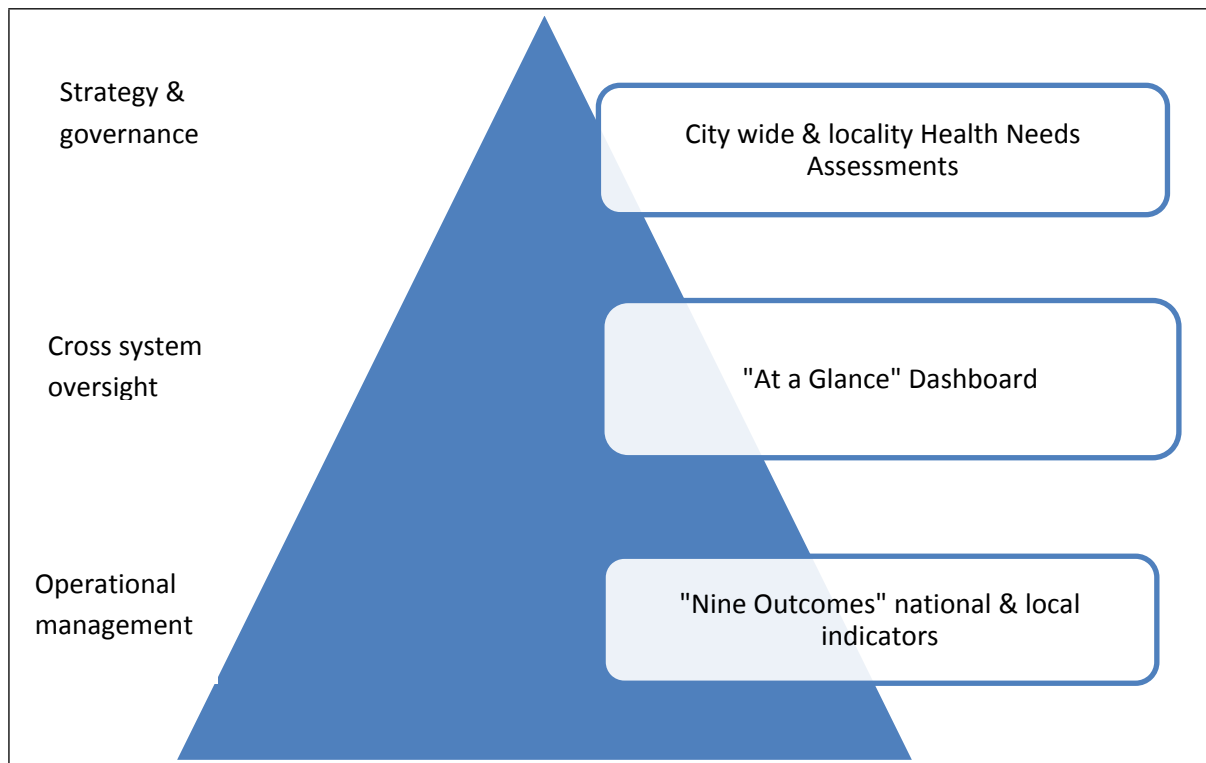 Strategy &
governance
City wide & locality Health Needs
Assessments
Cross system
oversight
"At a Glance" Dashboard
Operational
management
"Nine Outcomes" national & local
indicators